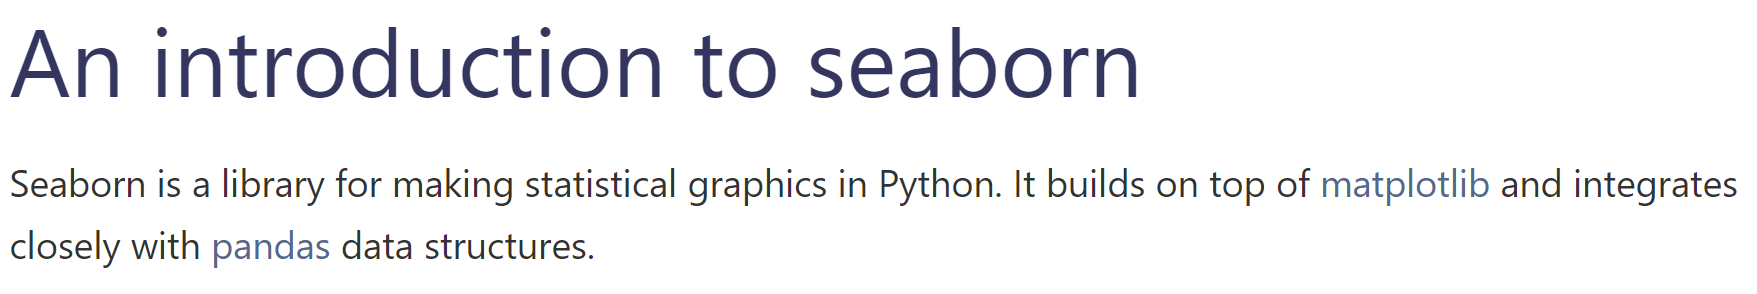 An introduction to seaborn
Seaborn is a library for making statistical graphics in Python. It builds on top of matplotlib and integrates
closely with pandas data structures.